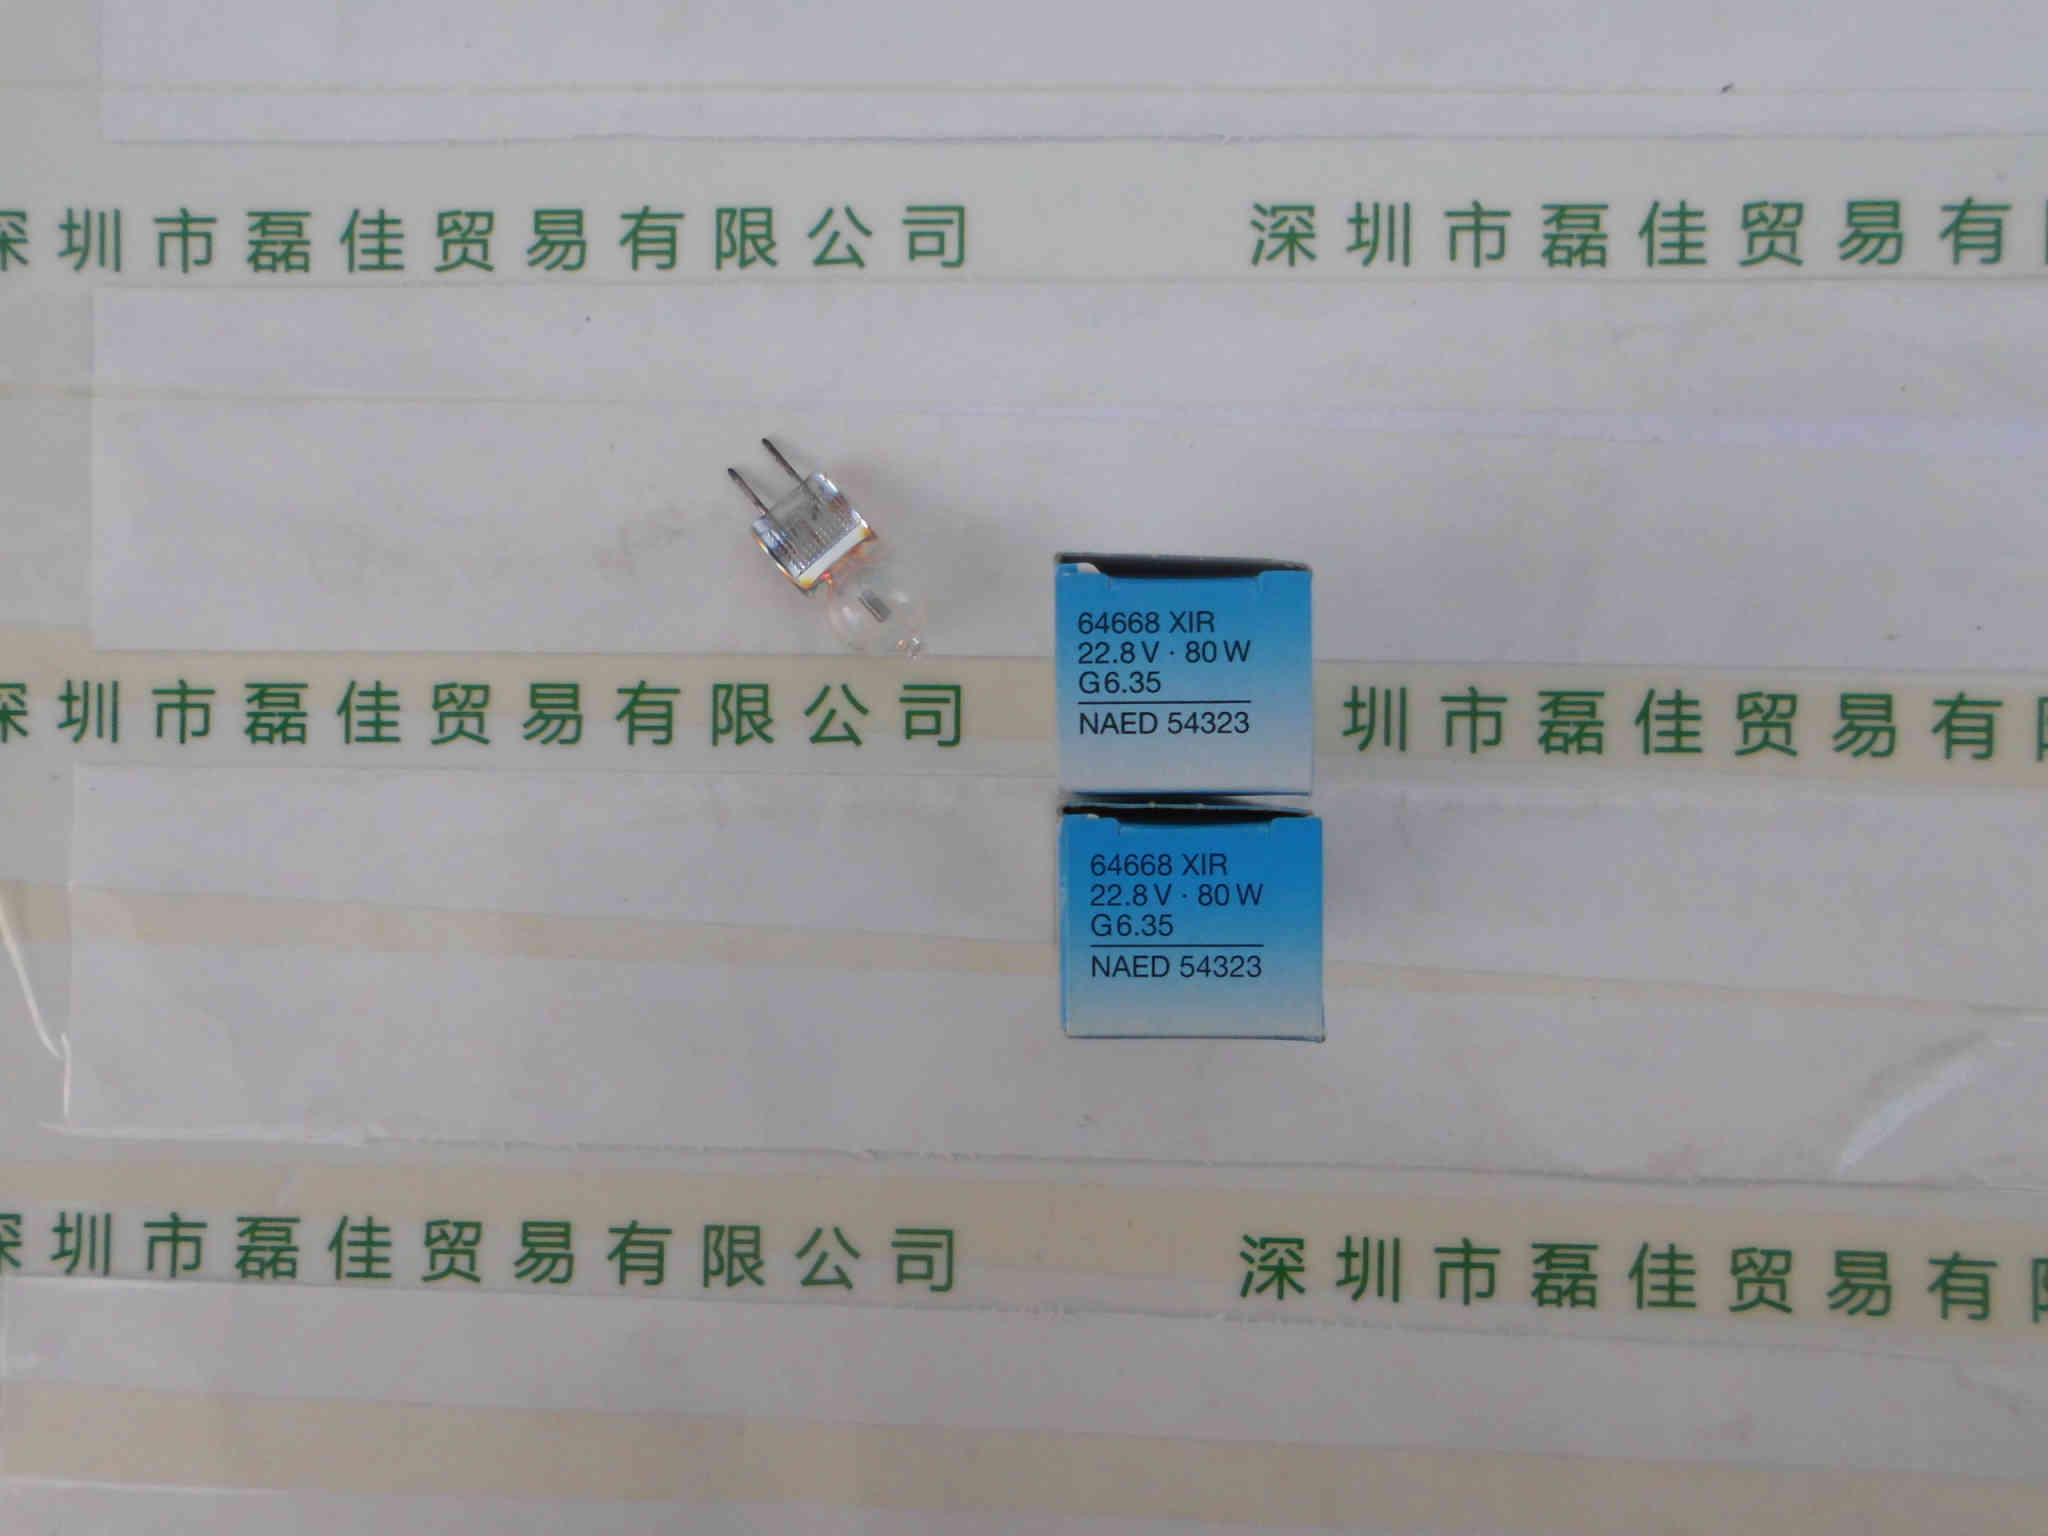 深圳市磊佳贸易有限公司 深圳市磊佳贸易有
64668 XIR
22.8 V · 80 W
G6.35
NAED 54323
深圳市磊佳贸易有限公司 圳市磊佳贸易有
64668 XIR
22.8 V · 80 W
G6.35
NAED 54323
深圳市磊佳贸易有限公司 深圳市磊佳贸易有